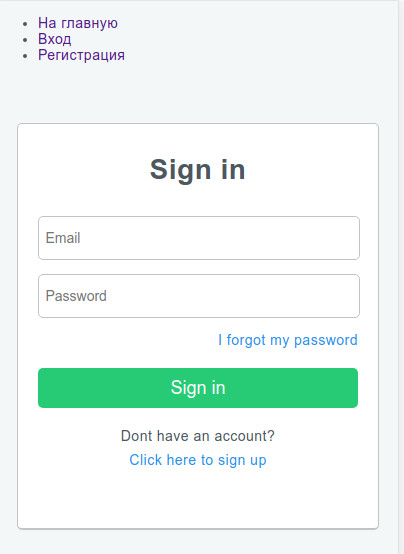 На главную
Вход
Регистрация
Sign in
Email
Password
I forgot my password
Sign in
Dont have an account?
Click here to sign up